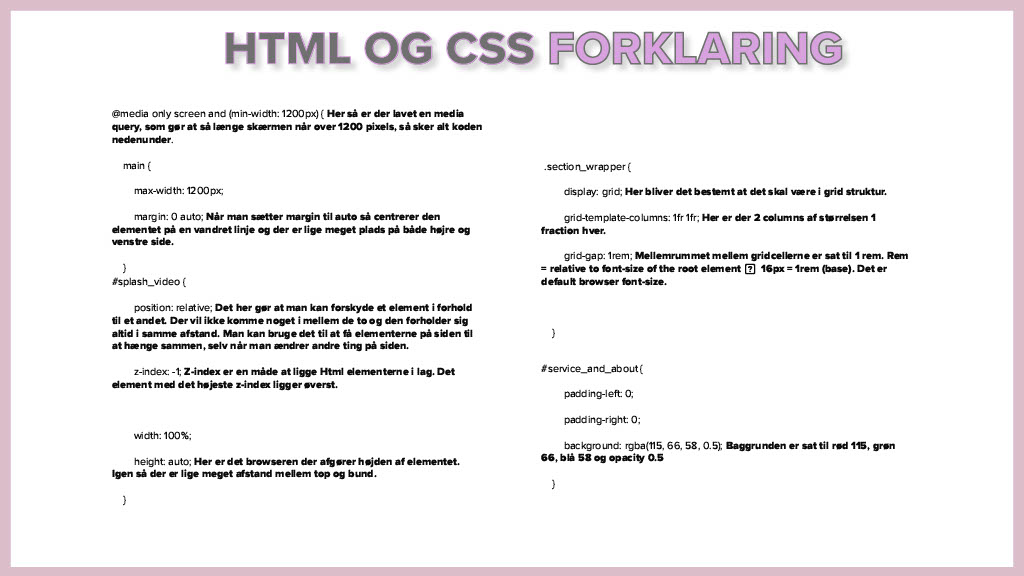 HTML OG CSS FORKLARING
@media only screen and (min-width: 1200px) { Her så er der lavet en media
query, som gør at så længe skærmen når over 1200 pixels, så sker alt koden
nedenunder.
main {
max-width: 1200px;
margin: 0 auto; Når man sætter margin til auto så centrerer den
elementet på en vandret linje og der er lige meget plads på både højre og
venstre side.
}
#splash_video {
position: relative; Det her gør at man kan forskyde et element i forhold
til et andet. Der vil ikke komme noget i mellem de to og den forholder sig
altid i samme afstand. Man kan bruge det til at få elementerne på siden til
at hænge sammen, selv når man ændrer andre ting på siden.
z-index: -1; Z-index er en måde at ligge Html elementerne i lag. Det
element med det højeste z-index ligger øverst.
width: 100%;
height: auto; Her er det browseren der afgører højden af elementet.
Igen så der er lige meget afstand mellem top og bund.
}
.section_wrapper {
display: grid; Her bliver det bestemt at det skal være i grid struktur.
grid-template-columns: 1fr 1fr; Her er der 2 columns af størrelsen 1
fraction hver.
grid-gap: 1rem; Mellemrummet mellem gridcellerne er sat til 1 rem. Rem
= relative to font-size of the root element 🠖 16px = 1rem (base). Det er
default browser font-size.
}
#service_and_about {
padding-left: 0;
padding-right: 0;
background: rgba(115, 66, 58, 0.5); Baggrunden er sat til rød 115, grøn
66, blå 58 og opacity 0.5
}